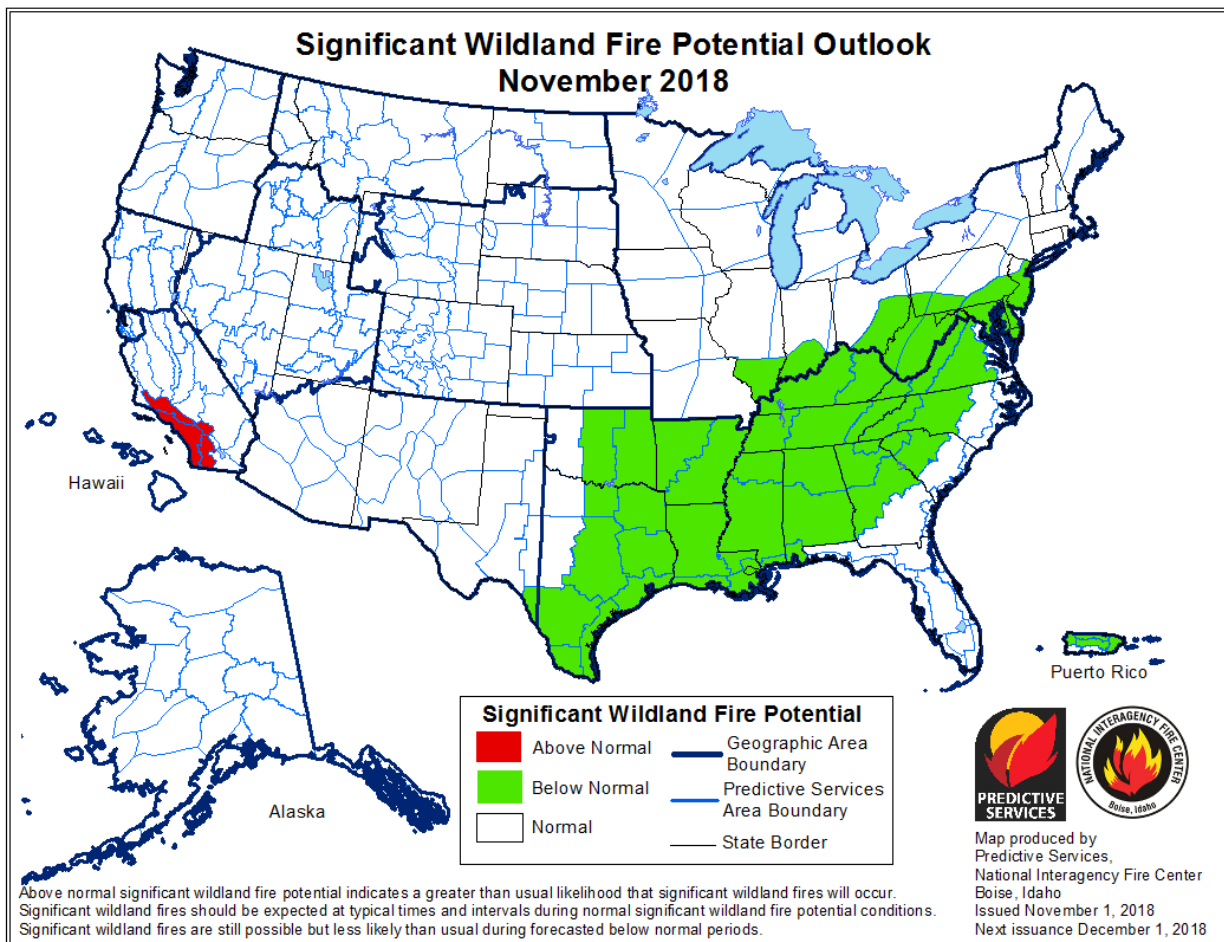 Significant Wildland Fire Potential Outlook
November 2018
Hawaii
Alaska
Puerto Rico
Significant Wildland Fire Potential
Above Normal
Below Normal
Normal
Geographic Area
Boundary
Predictive Services
Area Boundary
State Border
PREDICTIVE
SERVICES
NATIONAL INTERAGENCY FIRE CENTER
Boise, Idaho
Map produced by
Predictive Services,
National Interagency Fire Center
Boise, Idaho
Issued November 1, 2018
Next issuance December 1, 2018
Above normal significant wildland fire potential indicates a greater than usual likelihood that significant wildland fires will occur.
Significant wildland fires should be expected at typical times and intervals during normal significant wildland fire potential conditions.
Significant wildland fires are still possible but less likely than usual during forecasted below normal periods.